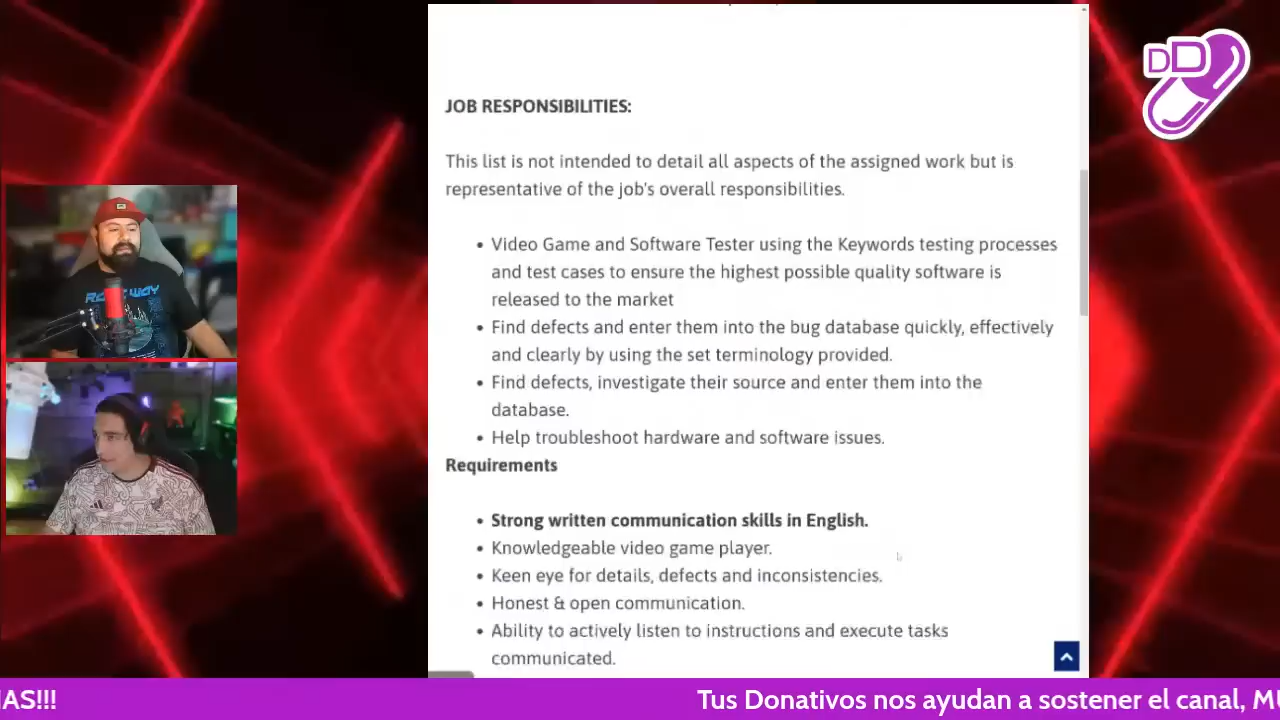 JOB RESPONSIBILITIES:
This list is not intended to detail all aspects of the assigned work but is
representative of the job's overall responsibilities.
• Video Game and Software Tester using the Keywords testing processes
and test cases to ensure the highest possible quality software is
released to the market
• Find defects and enter them into the bug database quickly, effectively
and clearly by using the set terminology provided.
• Find defects, investigate their source and enter them into the
database.
• Help troubleshoot hardware and software issues.
Requirements
• Strong written communication skills in English.
• Knowledgeable video game player.
• Keen eye for details, defects and inconsistencies.
• Honest & open communication.
• Ability to actively listen to instructions and execute tasks
communicated.
DD
AS!!! Tus Donativos nos ayudan a sostener el canal, MU